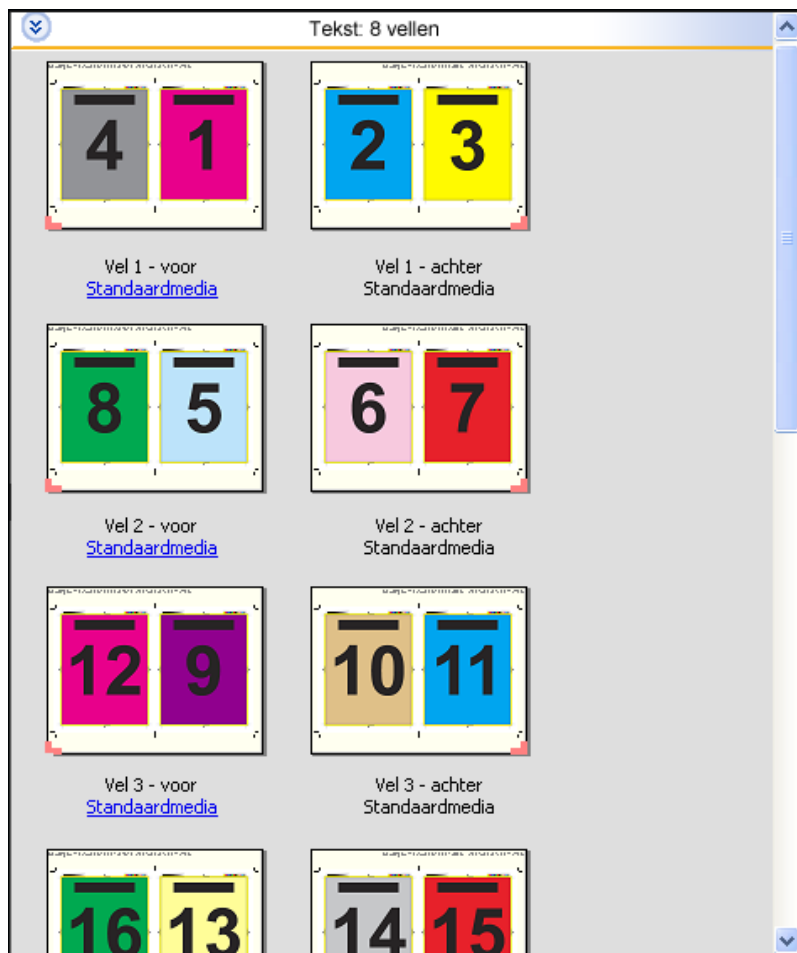 Tekst: 8 vellen
4 1 2 3
Vel 1 - voor Vel 1 - achter
Standaardmedia Standaardmedia
8 5 6 7
Vel 2 - voor Vel 2 - achter
Standaardmedia Standaardmedia
12 9 10 11
Vel 3 - voor Vel 3 - achter
Standaardmedia Standaardmedia
16 13 14 15